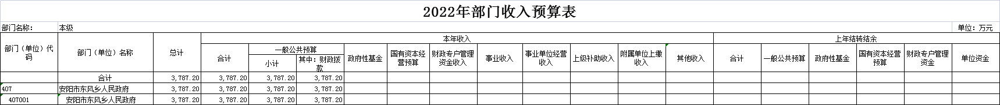 2022年部门收入预算表
部门名称： 本级 单位：万元
部门（单位）代码 部门（单位）名称 总计 本年收入 上年结转结余
合计 一般公共预算 政府性基金 国有资本经营预算 财政专户管理资金收入 事业收入 事业单位经营收入 上级补助收入 附属单位上缴收入 其他收入 合计 一般公共预算 政府性基金 国有资本经营预算 财政专户管理资金 单位资金
小计 其中：财政拨款
合计 3,787.20 3,787.20 3,787.20 3,787.20
407 安阳市东风乡人民政府 3,787.20 3,787.20 3,787.20 3,787.20
407001 安阳市东风乡人民政府 3,787.20 3,787.20 3,787.20 3,787.20